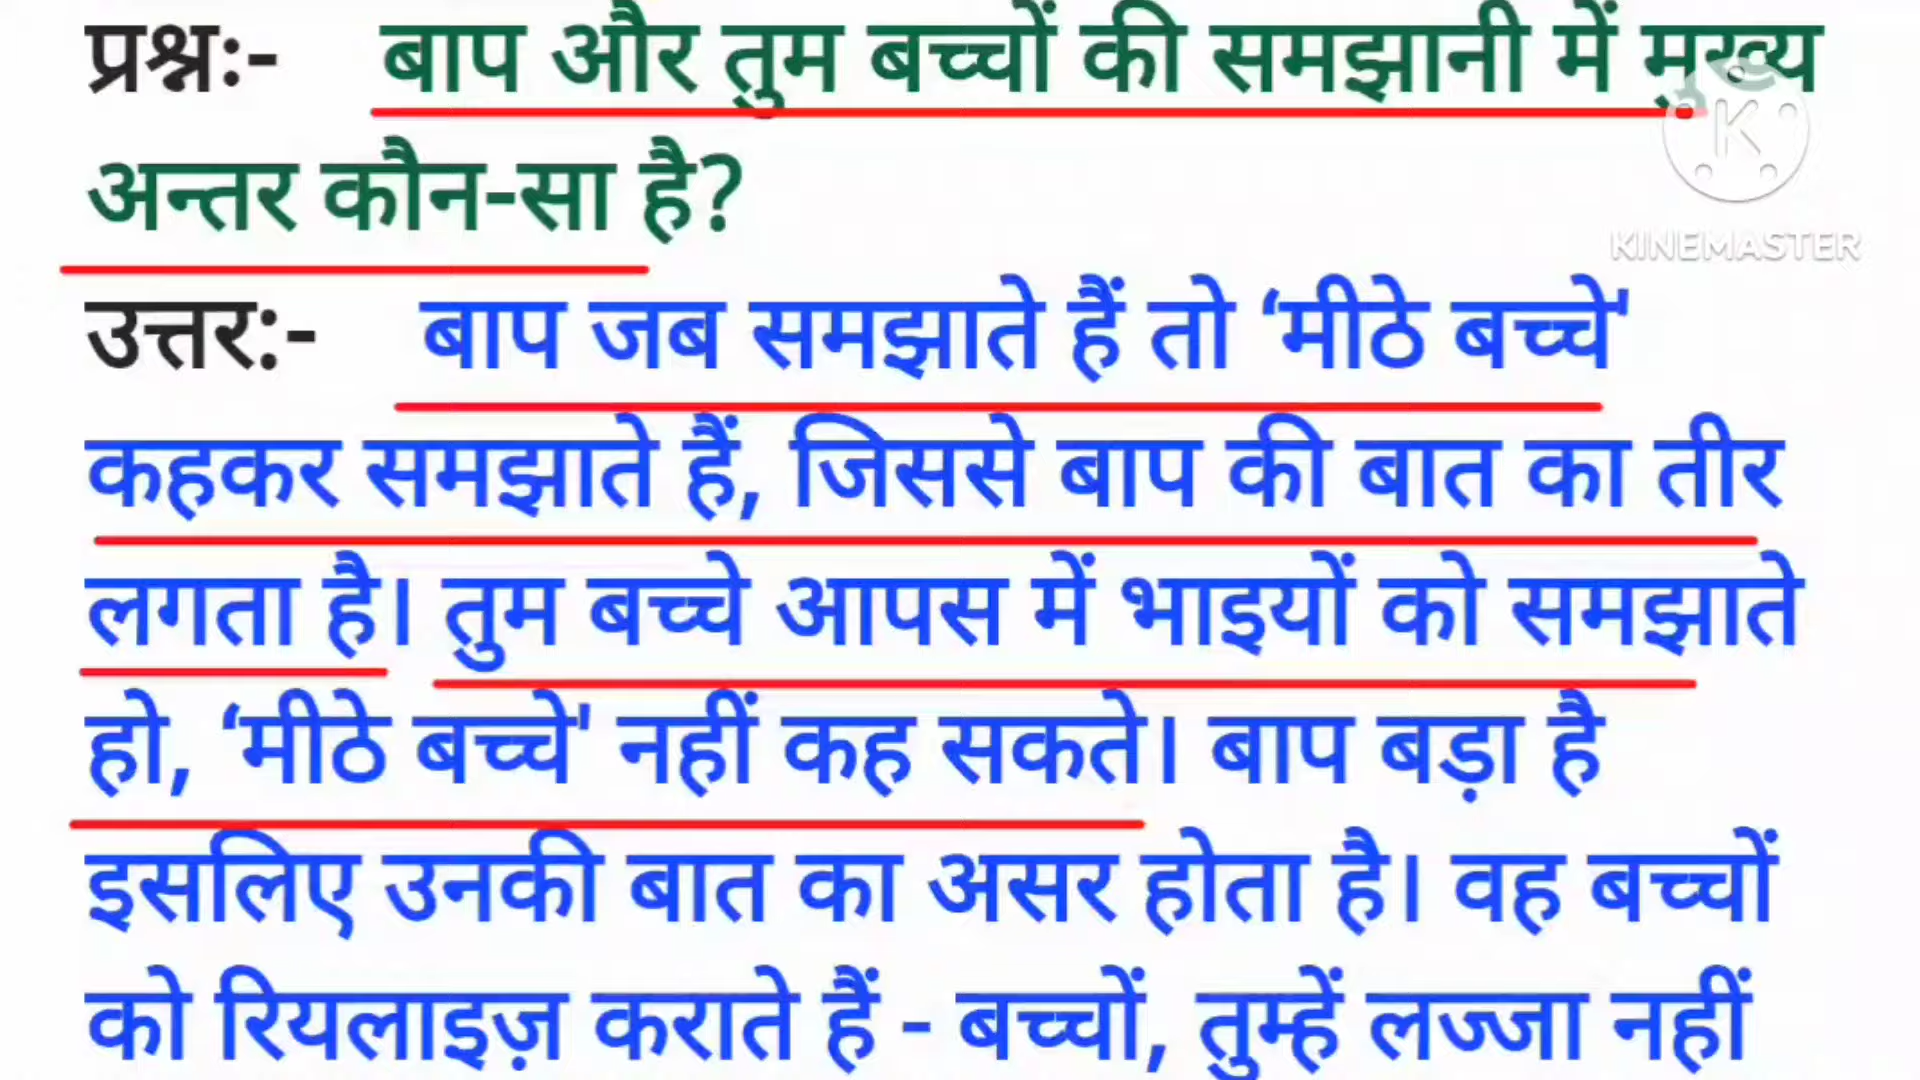 प्रश्नः- बाप और तुम बच्चों की समझानी में मुख्य
अन्तर कौन-सा है?
KINEMASTER
उत्तर:- बाप जब समझाते हैं तो ‘मीठे बच्चे'
कहकर समझाते हैं, जिससे बाप की बात का तीर
लगता है। तुम बच्चे आपस में भाइयों को समझाते
हो, ‘मीठे बच्चे' नहीं कह सकते। बाप बड़ा है
इसलिए उनकी बात का असर होता है। वह बच्चों
को रियलाइज़ कराते हैं - बच्चों, तुम्हें लज्जा नहीं